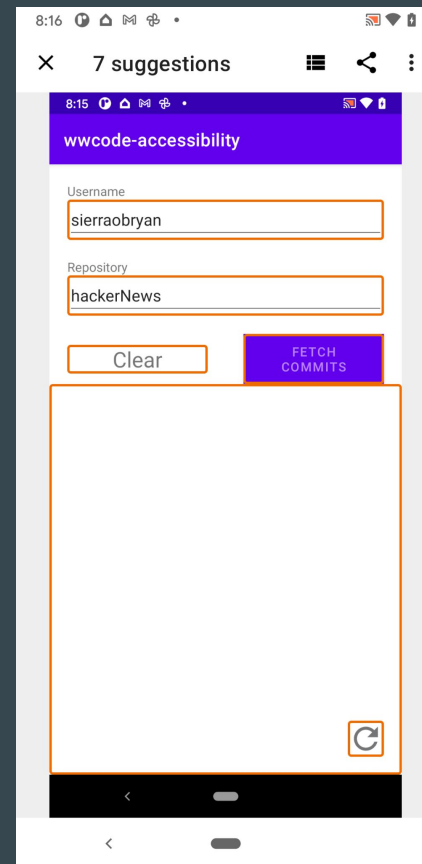 8:16
7 suggestions
8:15
wwcode-accessibility
Username
sierraobryan
Repository
hackerNews
Clear
FETCH
COMMITS